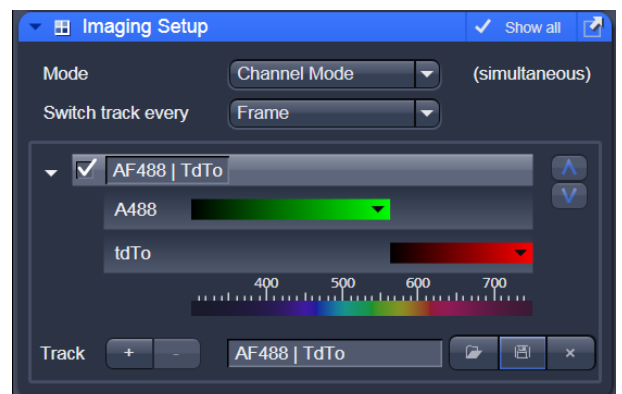 Imaging Setup ✓ Show all
Mode Channel Mode (simultaneous)
Switch track every Frame
AF488 | TdTo
A488
tdTo
400 500 600 700
Track + - AF488 | TdTo ×